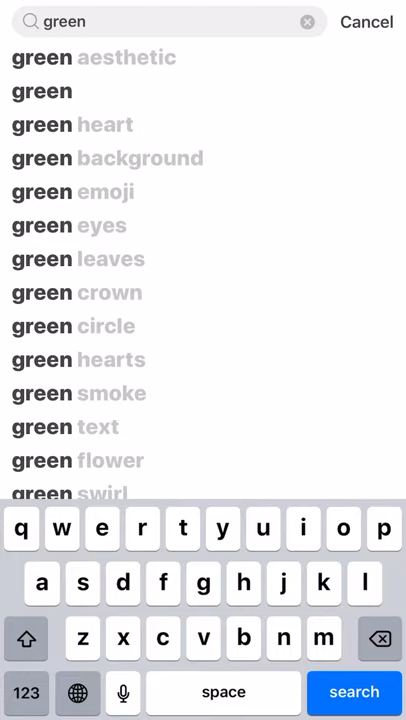 green
Cancel
green aesthetic
green
green heart
green background
green emoji
green eyes
green leaves
green crown
green circle
green hearts
green smoke
green text
green flower
green swirl
q w e r t y u i o p
a s d f g h j k l
z x c v b n m
123 space search